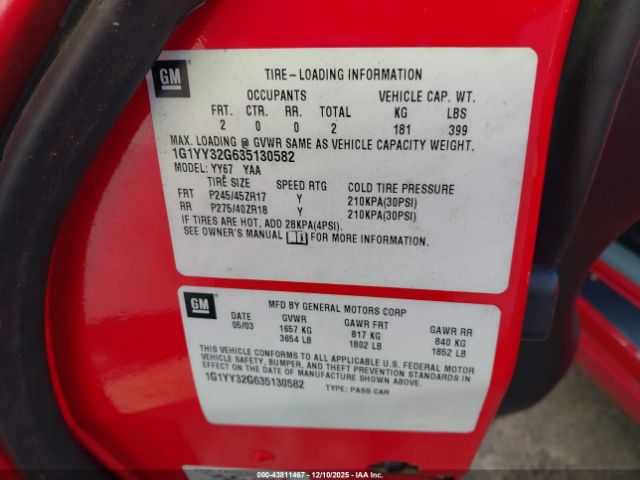 GM
TIRE-LOADING INFORMATION
OCCUPANTS VEHICLE CAP. WT.
FRT. CTR. RR. TOTAL KG LBS
2 0 0 2 181 399
MAX. LOADING @ GVWR SAME AS VEHICLE CAPACITY WEIGHT.
1G1YY32G635130582
MODEL: YY67 YAA
TIRE SIZE SPEED RTG COLD TIRE PRESSURE
FRT P245/45ZR17 Y 210KPA(30PSI)
RR P275/40ZR18 Y 210KPA(30PSI)
IF TIRES ARE HOT, ADD 28KPA(4PSI).
SEE OWNER'S MANUAL FOR MORE INFORMATION.
GM
MFD BY GENERAL MOTORS CORP
DATE GVWR GAWR FRT GAWR RR
05/03 1657 KG 817 KG 840 KG
3654 LB 1802 LB 1852 LB
THIS VEHICLE CONFORMS TO ALL APPLICABLE U.S. FEDERAL MOTOR
VEHICLE SAFETY, BUMPER, AND THEFT PREVENTION STANDARDS IN
EFFECT ON THE DATE OF MANUFACTURE SHOWN ABOVE.
1G1YY32G635130582 TYPE: PASS CAR
000-43811467 - 12/10/2025 - IAAI.COM